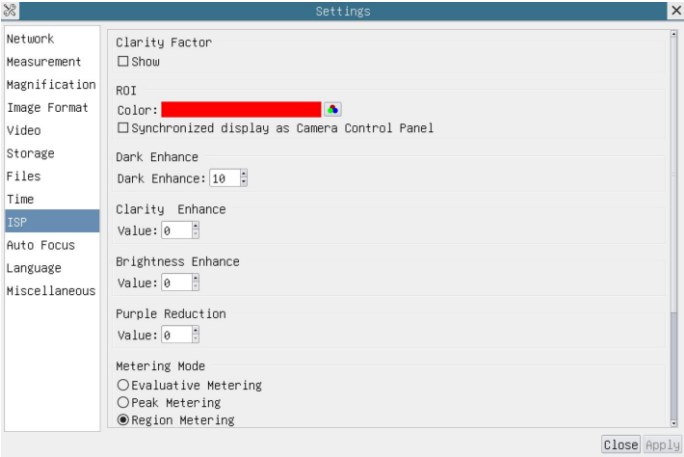 Settings
Network
Measurement
Magnification
Image Format
Video
Storage
Files
Time
ISP
Auto Focus
Language
Miscellaneous
Clarity Factor
Show
ROI
Color:
Synchronized display as Camera Control Panel
Dark Enhance
Dark Enhance: 10
Clarity Enhance
Value: 0
Brightness Enhance
Value: 0
Purple Reduction
Value: 0
Metering Mode
Evaluative Metering
Peak Metering
Region Metering
Close Apply